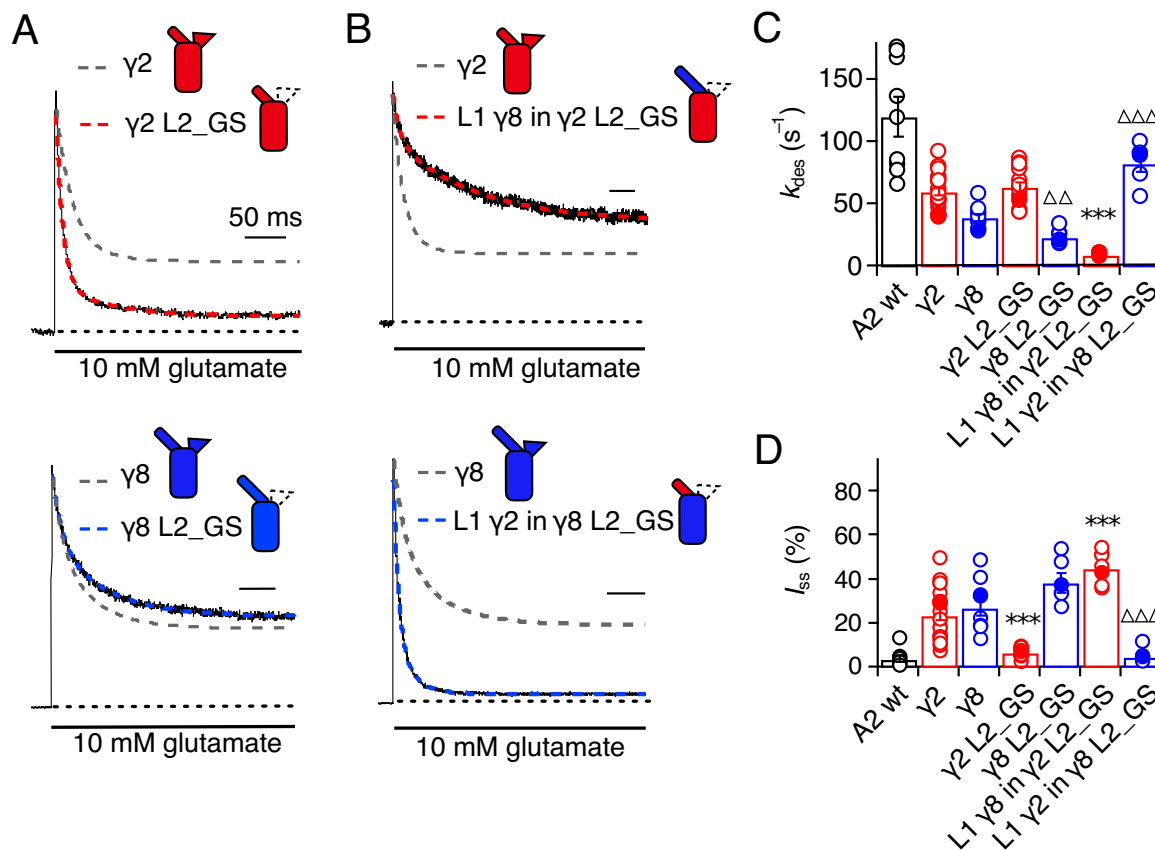 A
γ2
γ2 L2_GS
50 ms
10 mM glutamate
γ8
γ8 L2_GS
10 mM glutamate
B
γ2
L1 γ8 in γ2 L2_GS
10 mM glutamate
γ8
L1 γ2 in γ8 L2_GS
10 mM glutamate
C
kdes (s⁻¹)
150
100
50
0
△△
***
△△△
A2 wt
γ2
γ8
γ2 L2_GS
γ8 L2_GS
L1 γ8 in γ2 L2_GS
L1 γ2 in γ8 L2_GS
D
Iss (%)
80
60
40
20
0
***
***
△△△
A2 wt
γ2
γ8
γ2 L2_GS
γ8 L2_GS
L1 γ8 in γ2 L2_GS
L1 γ2 in γ8 L2_GS